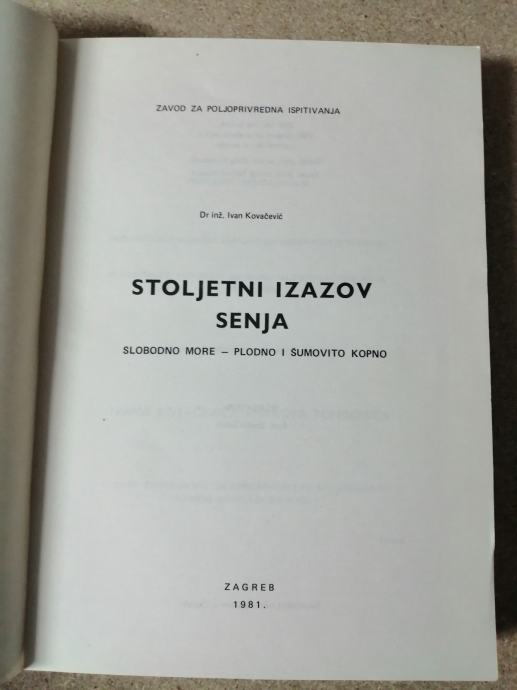 ZAVOD ZA POLJOPRIVREDNA ISPITIVANJA
Dr inž. Ivan Kovačević
STOLJETNI IZAZOV
SENJA
SLOBODNO MORE – PLODNO I ŠUMOVITO KOPNO
ZAGREB
1981.